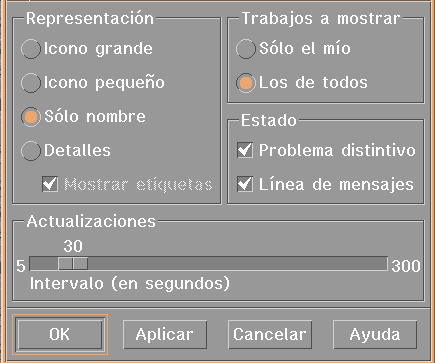 Representación
Icono grande
Icono pequeño
Sólo nombre
Detalles
Mostrar etiquetas
Trabajos a mostrar
Sólo el mío
Los de todos
Estado
Problema distintivo
Línea de mensajes
Actualizaciones
30
5 300
Intervalo (en segundos)
OK Aplicar Cancelar Ayuda